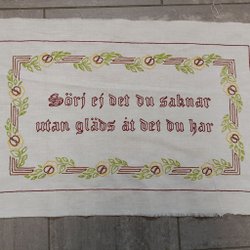 Sörj ej det du saknar
utan gläds åt det du har